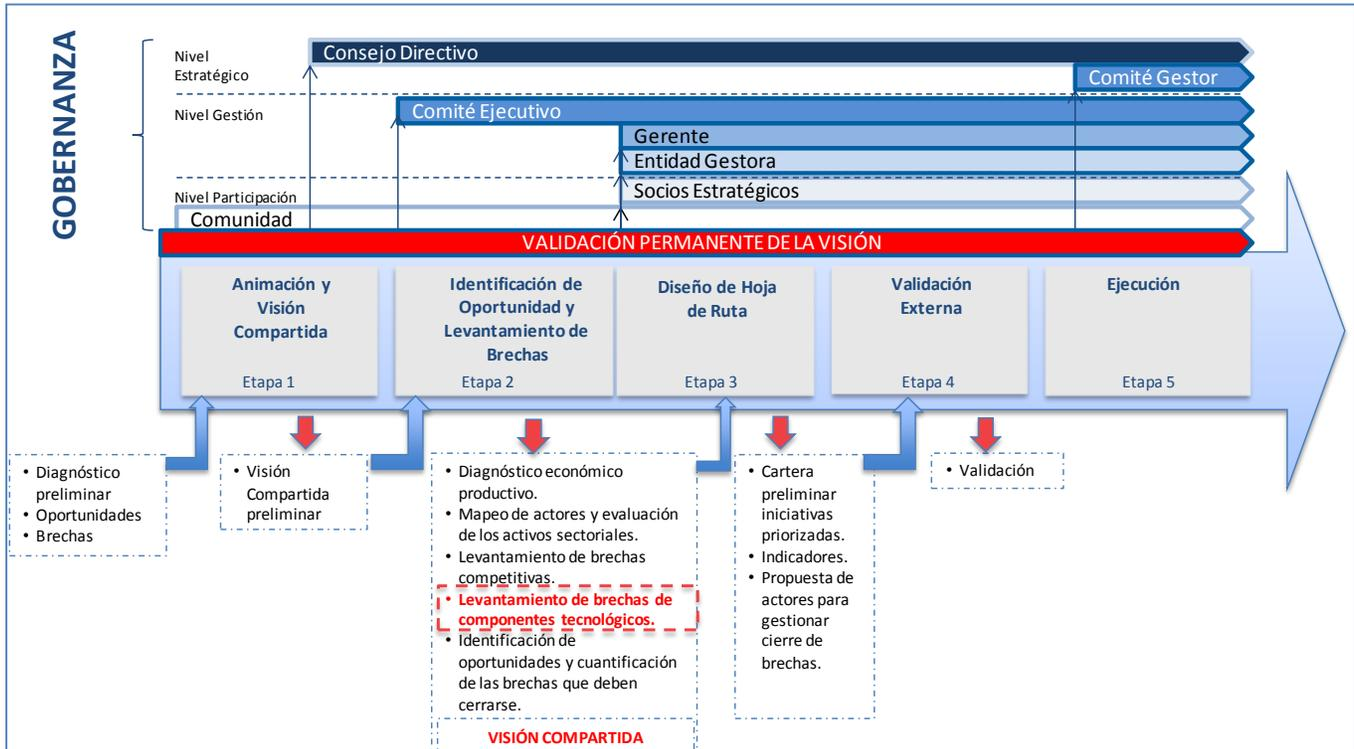 GOBERNANZA
Nivel
Estratégico
Consejo Directivo
Comité Gestor
Nivel Gestión
Comité Ejecutivo
Gerente
Entidad Gestora
Nivel Participación
Socios Estratégicos
Comunidad
VALIDACIÓN PERMANENTE DE LA VISIÓN
Animación y
Visión
Compartida
Etapa 1
Identificación de
Oportunidad y
Levantamiento de
Brechas
Etapa 2
Diseño de Hoja
de Ruta
Etapa 3
Validación
Externa
Etapa 4
Ejecución
Etapa 5
• Diagnóstico
preliminar
• Oportunidades
• Brechas
• Visión
Compartida
preliminar
• Diagnóstico económico
productivo.
• Mapeo de actores y evaluación
de los activos sectoriales.
• Levantamiento de brechas
competitivas.
• Levantamiento de brechas de
componentes tecnológicos.
• Identificación de
oportunidades y cuantificación
de las brechas que deben
cerrarse.
VISIÓN COMPARTIDA
• Cartera
preliminar
iniciativas
priorizadas.
• Indicadores.
• Propuesta de
actores para
gestionar
cierre de
brechas.
• Validación